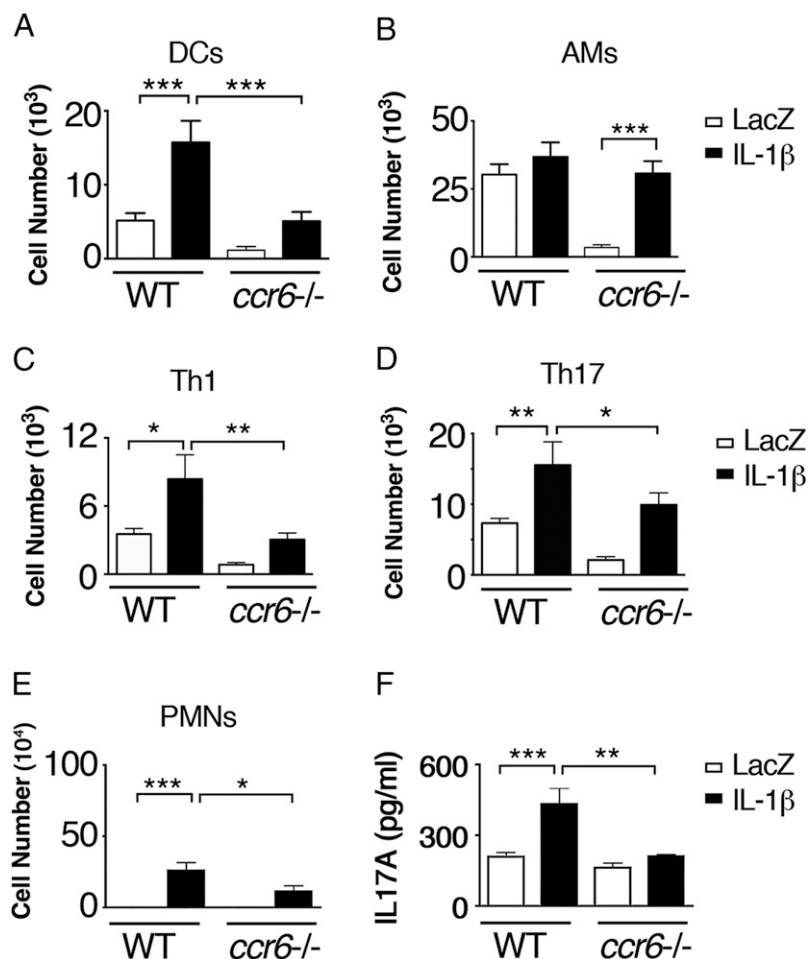 A
DCs
*** ***
Cell Number (10³)
20
10
0
WT ccr6-/-
B
AMs
***
Cell Number (10³)
50
25
0
WT ccr6-/-
LacZ
IL-1β
C
Th1
* **
Cell Number (10³)
12
6
0
WT ccr6-/-
D
Th17
** *
Cell Number (10³)
20
10
0
WT ccr6-/-
LacZ
IL-1β
E
PMNs
*** *
Cell Number (10⁴)
100
50
0
WT ccr6-/-
F
*** **
IL17A (pg/ml)
600
300
0
WT ccr6-/-
LacZ
IL-1β